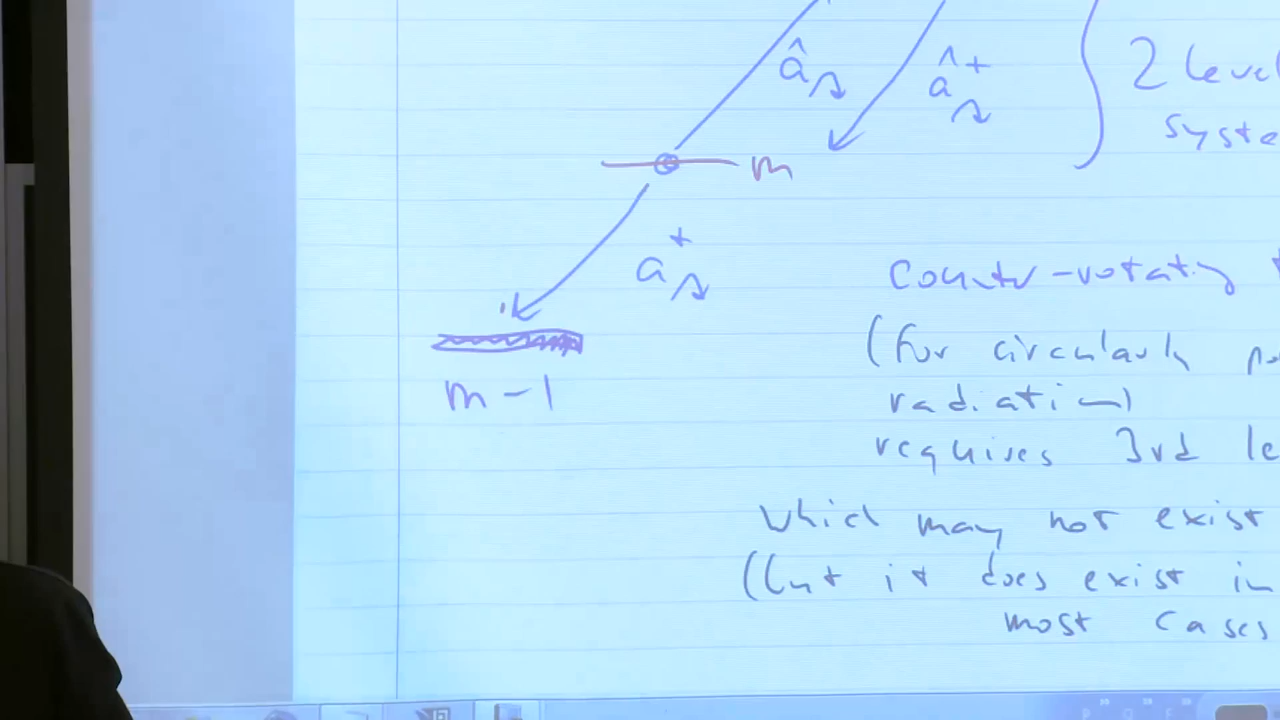 â â+ 2 level
syste
m
a+
Counter-rotating
m-1 (for circularly
radiation)
requires 3rd le
which may not exist
(but it does exist in
most cases